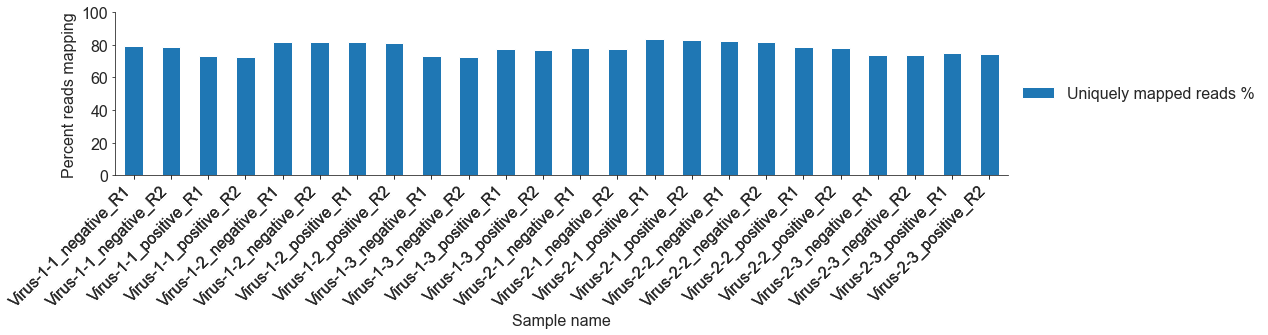 Percent reads mapping
100
80
60
40
20
0
Virus-1-1_negative_R1
Virus-1-1_negative_R2
Virus-1-1_positive_R1
Virus-1-1_positive_R2
Virus-1-2_negative_R1
Virus-1-2_negative_R2
Virus-1-2_positive_R1
Virus-1-2_positive_R2
Virus-1-3_negative_R1
Virus-1-3_negative_R2
Virus-1-3_positive_R1
Virus-1-3_positive_R2
Virus-2-1_negative_R1
Virus-2-1_negative_R2
Virus-2-1_positive_R1
Virus-2-1_positive_R2
Virus-2-2_negative_R1
Virus-2-2_negative_R2
Virus-2-2_positive_R1
Virus-2-2_positive_R2
Virus-2-3_negative_R1
Virus-2-3_negative_R2
Virus-2-3_positive_R1
Virus-2-3_positive_R2
Sample name
Uniquely mapped reads %